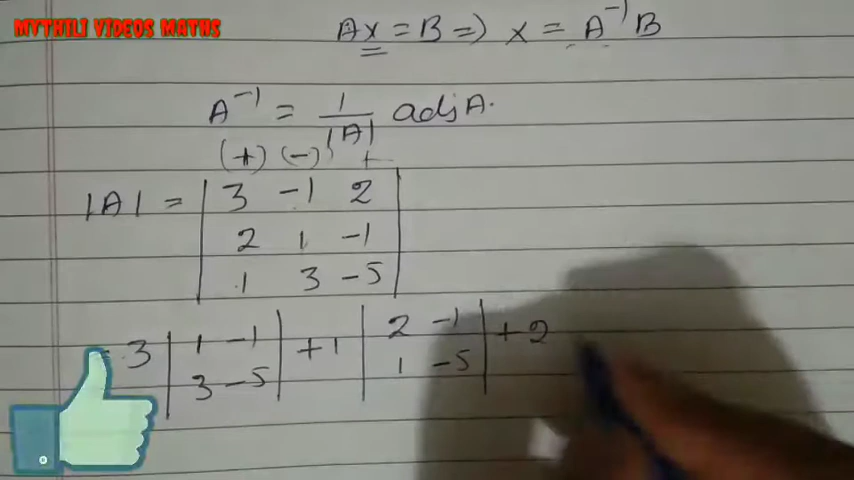 MYTHILI VIDEOS MATHS
Ax = B => x = A⁻¹B
A⁻¹ = 1/|A| adj A.
(+) (-) +
|A| = | 3 -1 2 |
| 2 1 -1 |
| 1 3 -5 |
= 3 | 1 -1 | + 1 | 2 -1 | + 2
| 3 -5 | | 1 -5 |